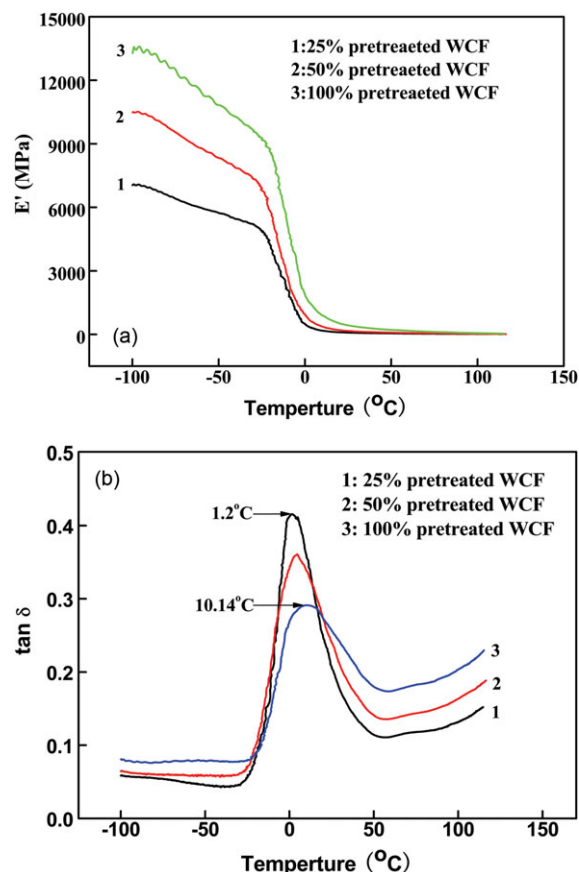 15000
12000
9000
6000
3000
0
E' (MPa)
1:25% pretreaeted WCF
2:50% pretreaeted WCF
3:100% pretreaeted WCF
3
2
1
(a)
-100 -50 0 50 100 150
Temperture (°C)
0.5
0.4
0.3
0.2
0.1
0.0
tan δ
(b)
1: 25% pretreated WCF
2: 50% pretreated WCF
3: 100% pretreated WCF
1.2°C
10.14°C
3
2
1
-100 -50 0 50 100 150
Temperture (°C)